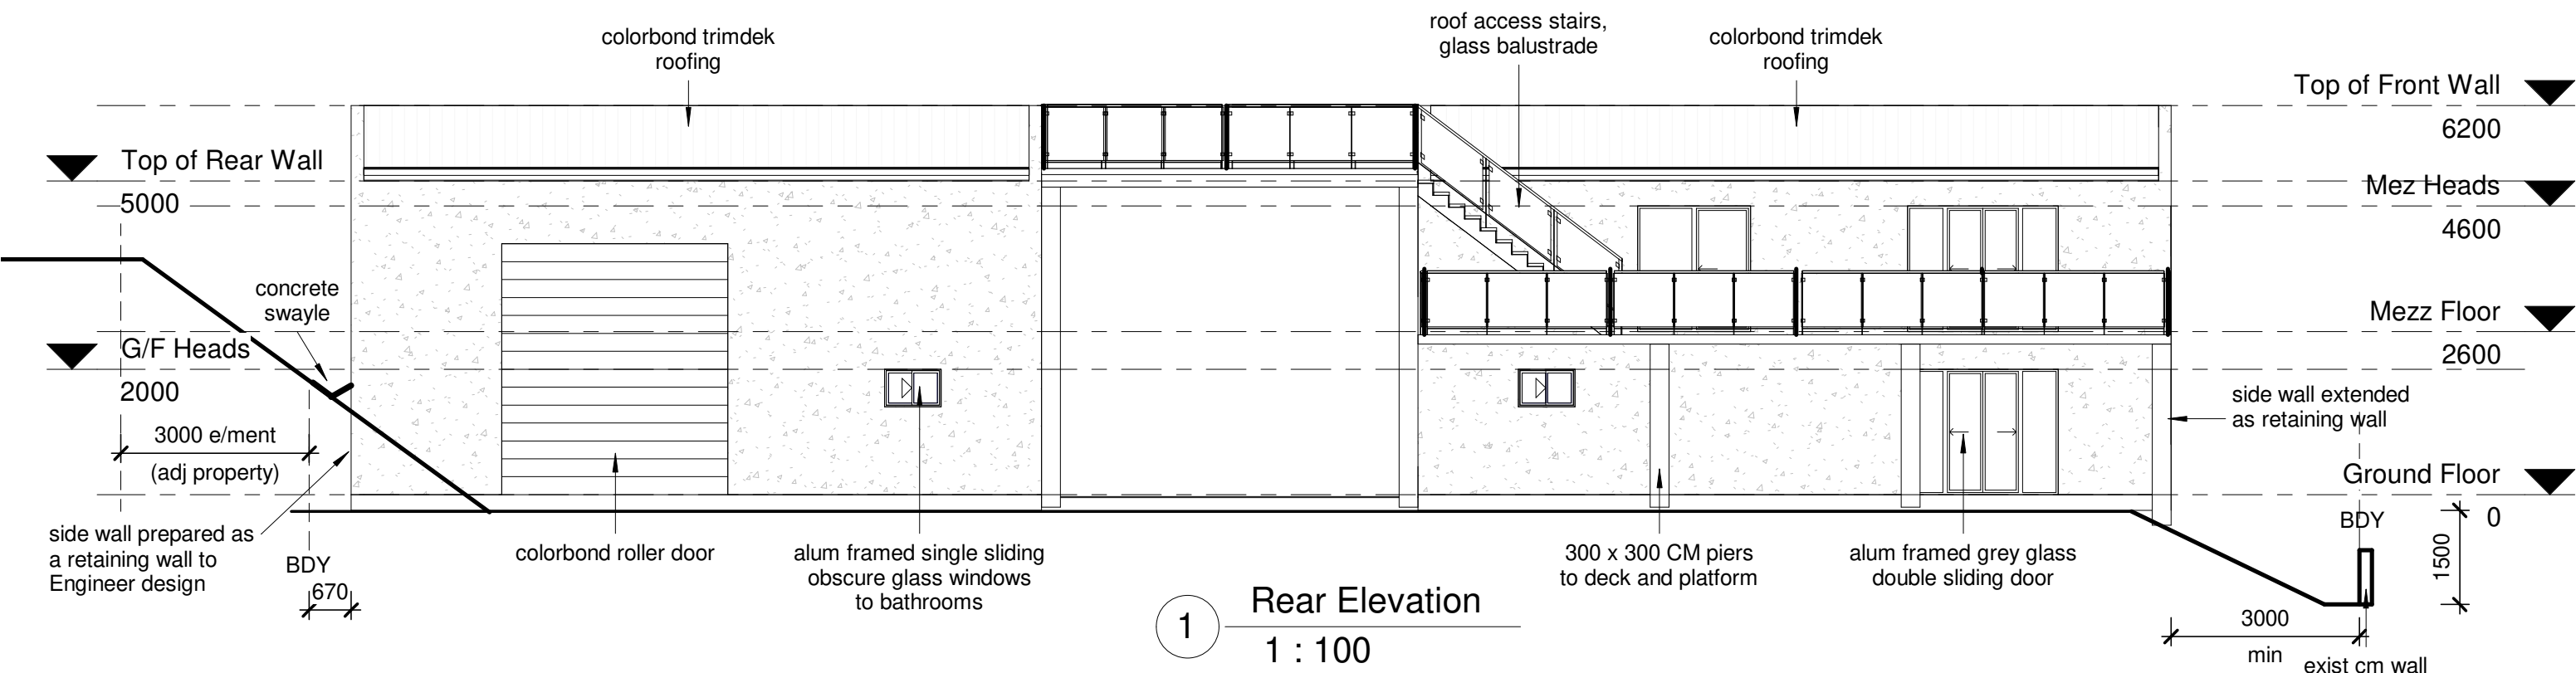 roof access stairs,
glass balustrade
colorbond trimdek
roofing
colorbond trimdek
roofing
Top of Front Wall
6200
Top of Rear Wall
5000
Mez Heads
4600
concrete
swayle
Mezz Floor
2600
G/F Heads
2000
side wall extended
as retaining wall
3000 e/ment
(adj property)
Ground Floor
0
BDY
1500
side wall prepared as
a retaining wall to
Engineer design
BDY
670
colorbond roller door
alum framed single sliding
obscure glass windows
to bathrooms
300 x 300 CM piers
to deck and platform
alum framed grey glass
double sliding door
1
Rear Elevation
1 : 100
3000
min
exist cm wall